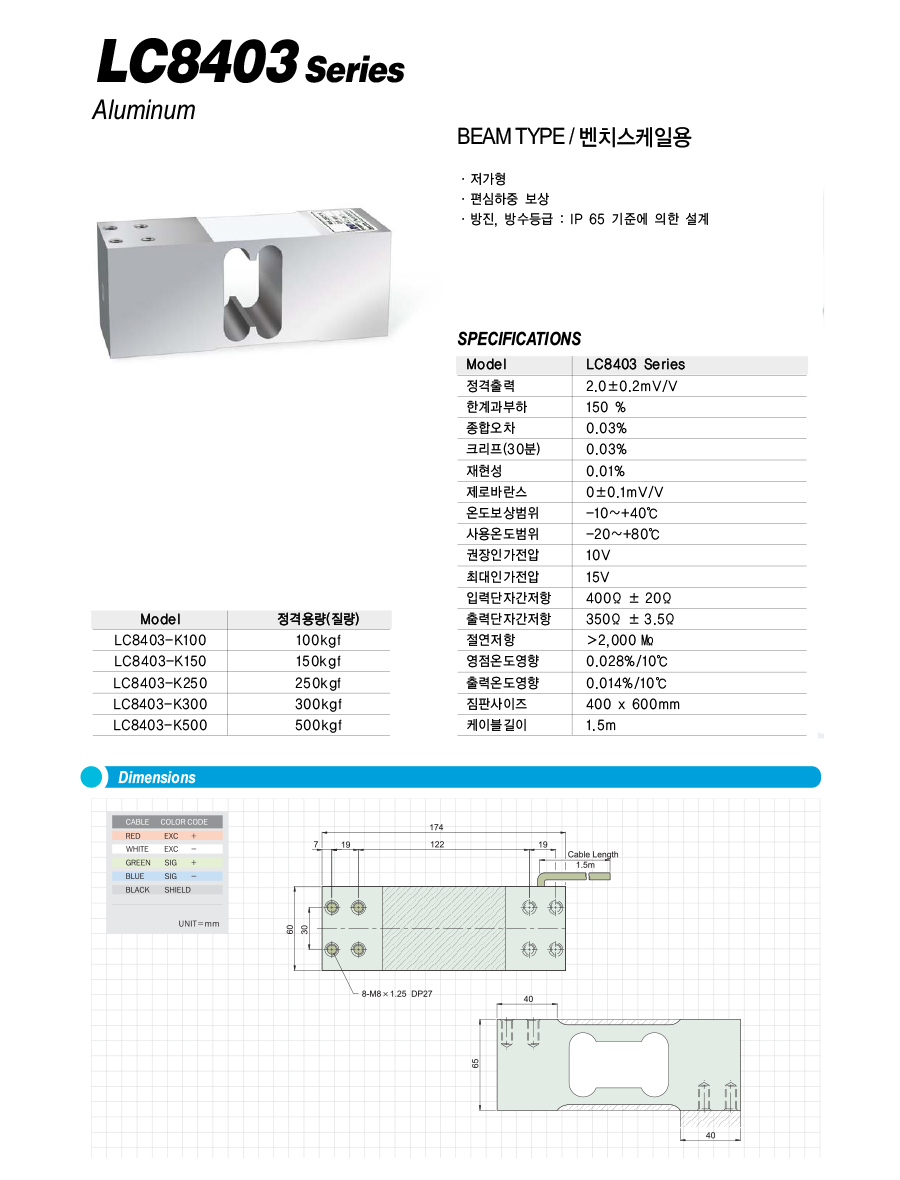 LC8403 Series
Aluminum
BEAM TYPE / 벤치스케일용
· 저가형
· 편심하중 보상
· 방진, 방수등급 : IP 65 기준에 의한 설계
SPECIFICATIONS
Model LC8403 Series
정격출력 2.0±0.2mV/V
한계과부하 150 %
종합오차 0.03%
크리프(30분) 0.03%
재현성 0.01%
제로바란스 0±0.1mV/V
온도보상범위 -10~+40℃
사용온도범위 -20~+80℃
권장인가전압 10V
최대인가전압 15V
입력단자간저항 400Ω ± 20Ω
출력단자간저항 350Ω ± 3.5Ω
절연저항 >2,000 ㏁
영점온도영향 0.028%/10℃
출력온도영향 0.014%/10℃
짐판사이즈 400 x 600mm
케이블길이 1.5m
Model 정격용량(질량)
LC8403-K100 100kgf
LC8403-K150 150kgf
LC8403-K250 250kgf
LC8403-K300 300kgf
LC8403-K500 500kgf
Dimensions
CABLE COLOR CODE
RED EXC +
WHITE EXC -
GREEN SIG +
BLUE SIG -
BLACK SHIELD
UNIT=mm
174
7 19 122 19
Cable Length
1.5m
60
30
8-M8×1.25 DP27
40
65
40